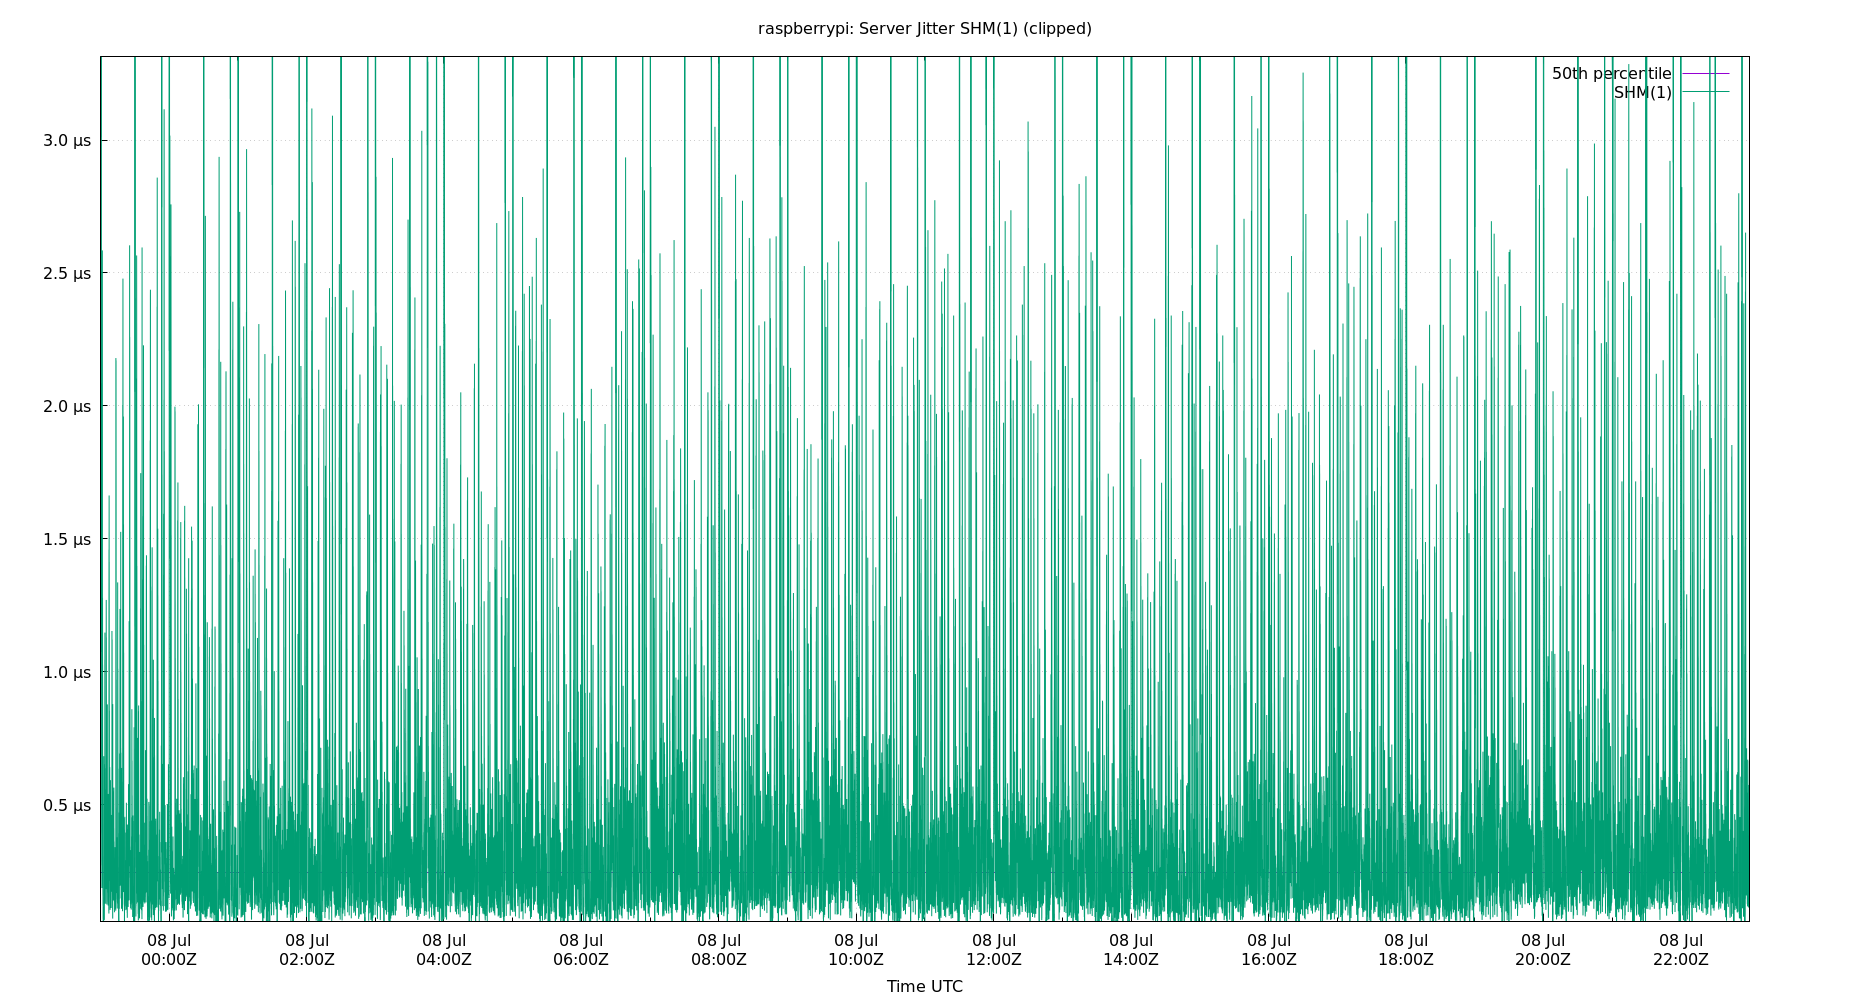 raspberrypi: Server Jitter SHM(1) (clipped)
50th percentile
SHM(1)
3.0 µs
2.5 µs
2.0 µs
1.5 µs
1.0 µs
0.5 µs
08 Jul 08 Jul 08 Jul 08 Jul 08 Jul 08 Jul 08 Jul 08 Jul 08 Jul 08 Jul 08 Jul 08 Jul
00:00Z 02:00Z 04:00Z 06:00Z 08:00Z 10:00Z 12:00Z 14:00Z 16:00Z 18:00Z 20:00Z 22:00Z
Time UTC